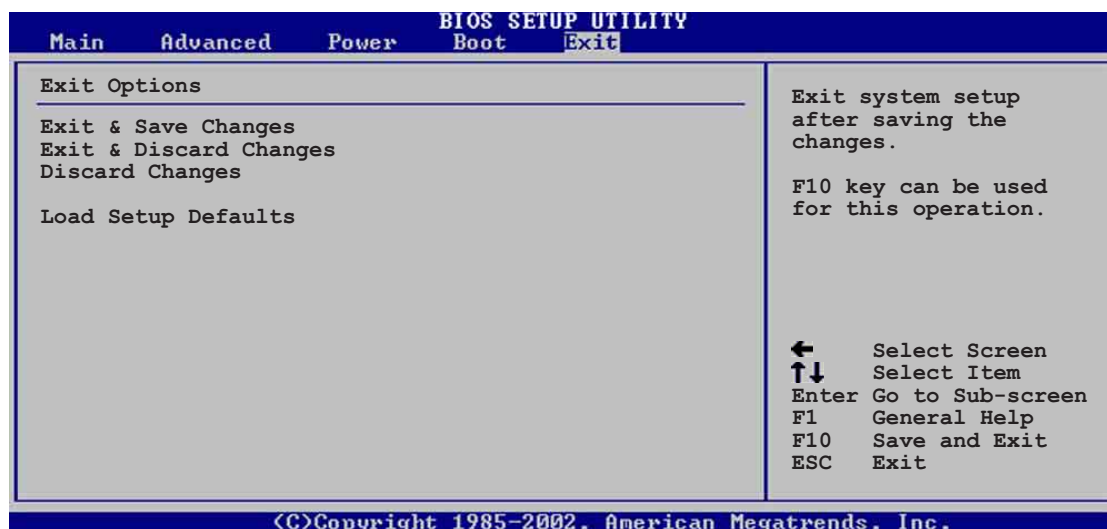 BIOS SETUP UTILITY
Main Advanced Power Boot Exit
Exit Options
Exit & Save Changes
Exit & Discard Changes
Discard Changes
Load Setup Defaults
Exit system setup
after saving the
changes.
F10 key can be used
for this operation.
← Select Screen
↑↓ Select Item
Enter Go to Sub-screen
F1 General Help
F10 Save and Exit
ESC Exit
(C)Copyright 1985-2002, American Megatrends, Inc.